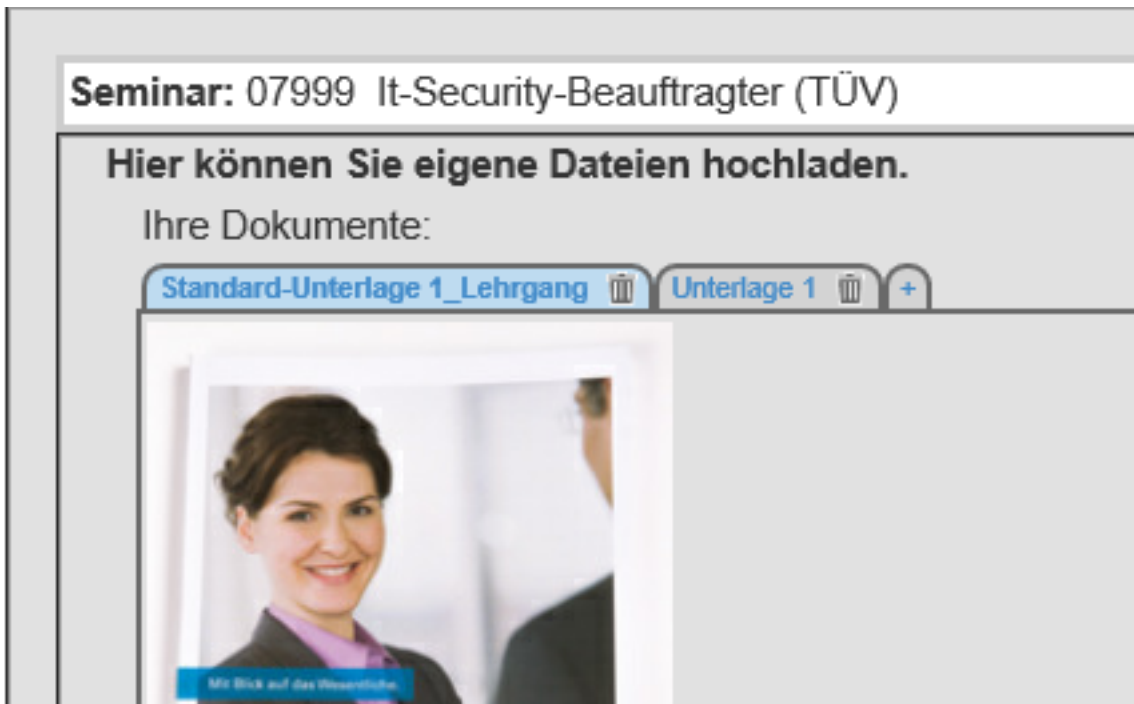 Seminar: 07999 It-Security-Beauftragter (TÜV)
Hier können Sie eigene Dateien hochladen.
Ihre Dokumente:
Standard-Unterlage 1_Lehrgang Unterlage 1 +
Mit Blick auf das Wesentliche.